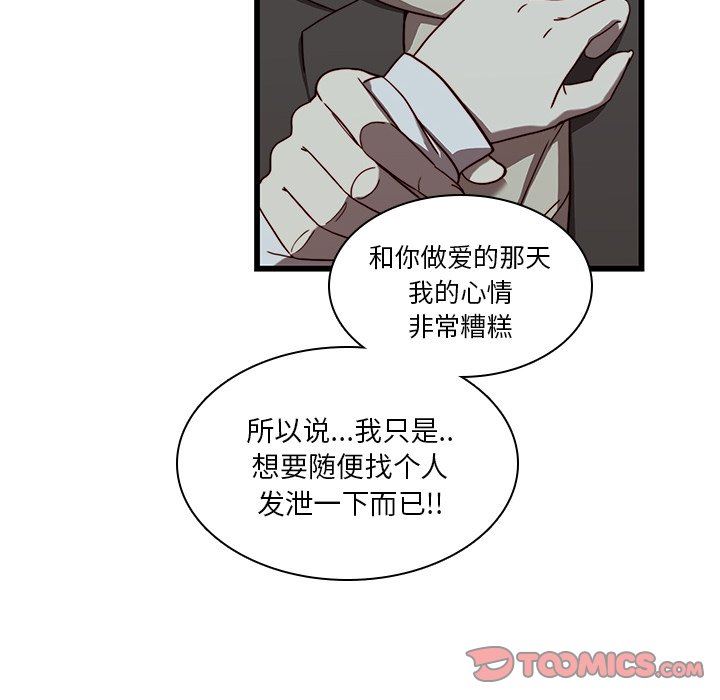 和你做爱的那天
我的心情
非常糟糕
所以说...我只是..
想要随便找个人
发泄一下而已!!
TOOMICS.COM